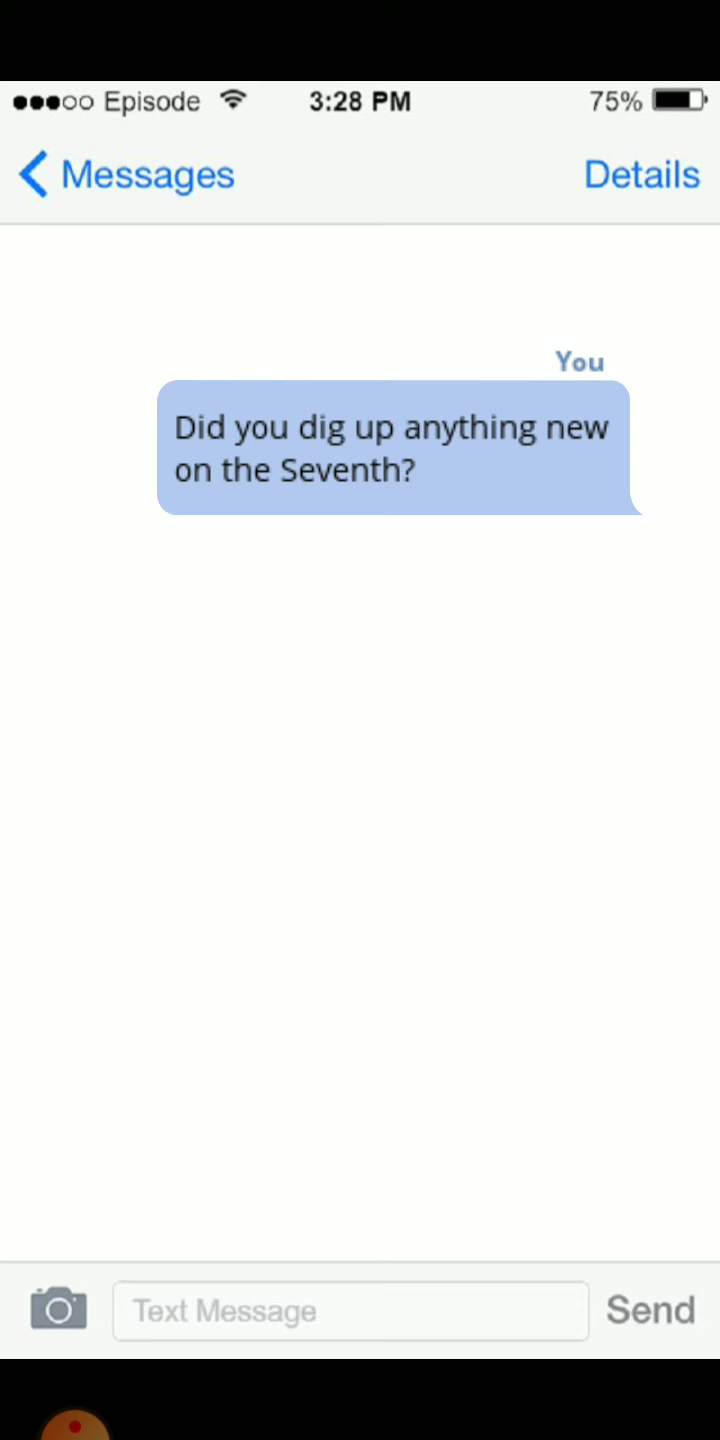 Episode 3:28 PM 75%
Messages Details
You
Did you dig up anything new
on the Seventh?
Text Message Send